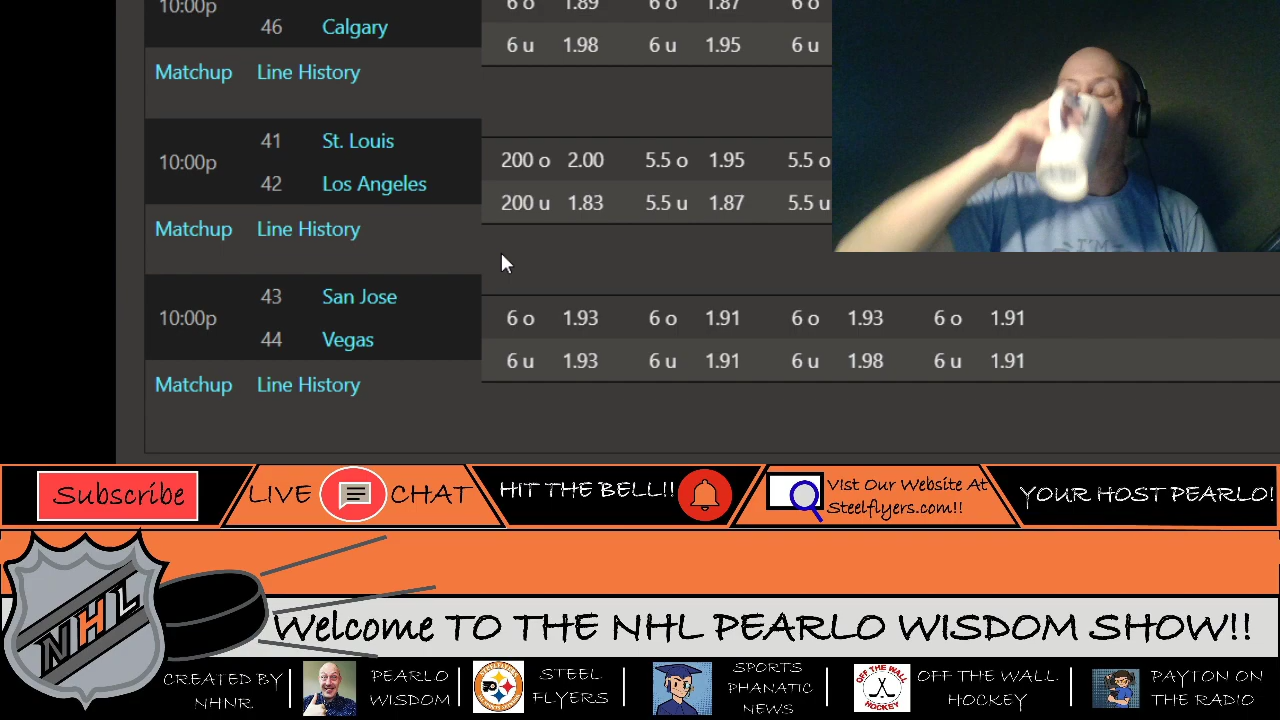 10:00p
6 o 1.89 6 o 1.87 6 o
46 Calgary
6 u 1.98 6 u 1.95 6 u
Matchup Line History
10:00p
41 St. Louis
42 Los Angeles
200 o 2.00 5.5 o 1.95 5.5 o
200 u 1.83 5.5 u 1.87 5.5 u
Matchup Line History
10:00p
43 San Jose
44 Vegas
6 o 1.93 6 o 1.91 6 o 1.93 6 o 1.91
6 u 1.93 6 u 1.91 6 u 1.98 6 u 1.91
Matchup Line History
Subscribe
LIVE CHAT
HIT THE BELL!!
VIst Our Website At
Steelflyers.com!!
YOUR HOST PEARLO!
NHL
Welcome TO THE NHL PEARLO WISDOM SHOW!!
CREATED BY
NHNR
PEARLO
WISDOM
STEEL
FLYERS
SPORTS
PHANATIC
NEWS
OFF THE WALL
HOCKEY
OFF THE WALL
HOCKEY
PAYTON ON
THE RADIO